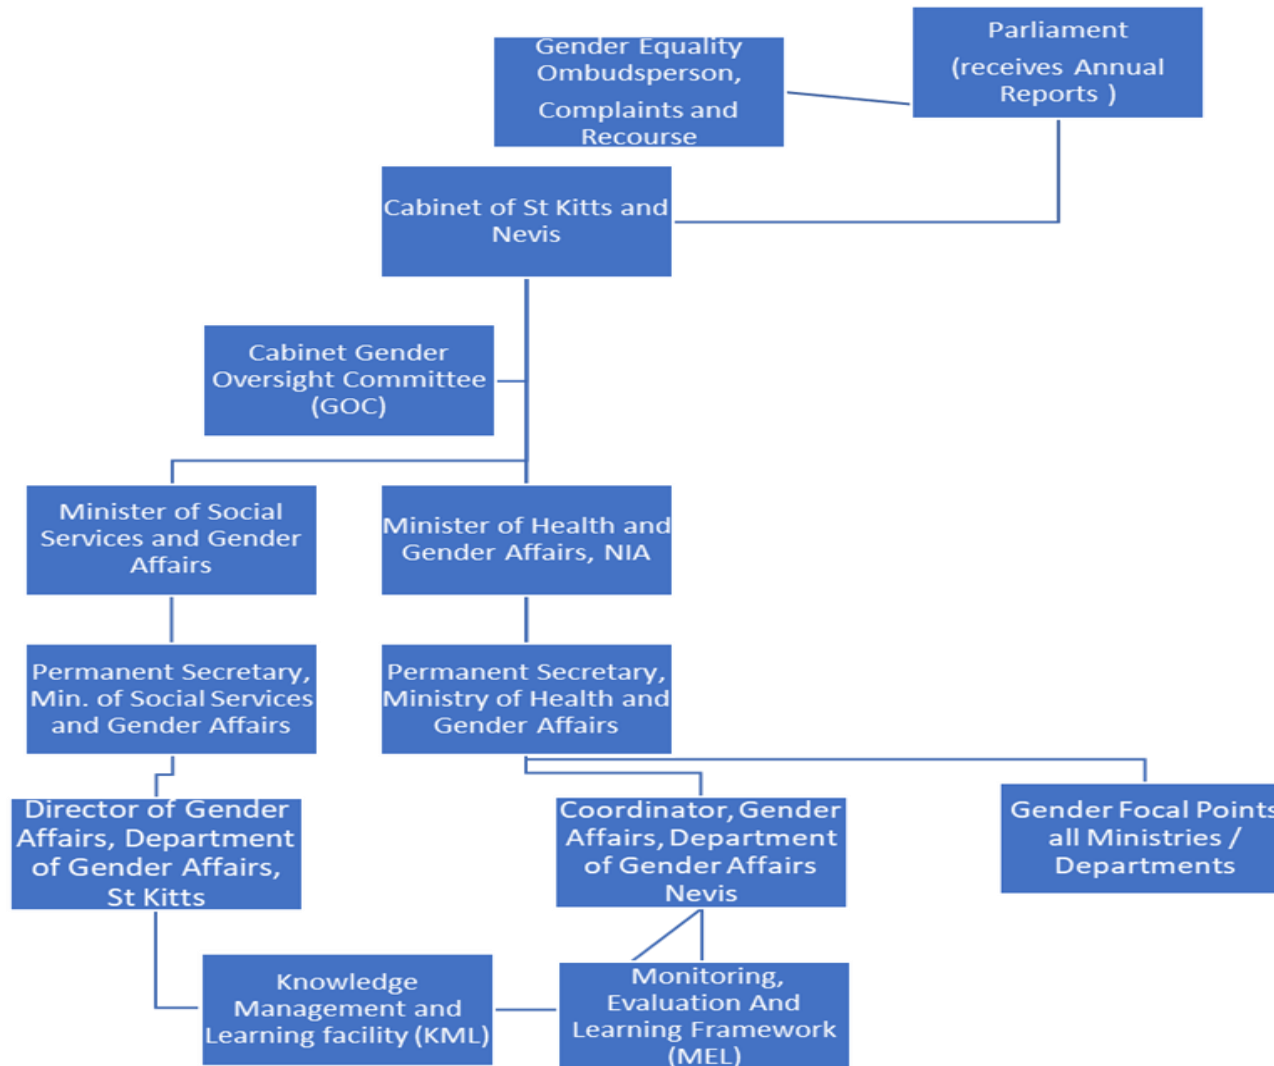 Parliament
(receives Annual
Reports )
Gender Equality
Ombudsperson,
Complaints and
Recourse
Cabinet of St Kitts and
Nevis
Cabinet Gender
Oversight Committee
(GOC)
Minister of Social
Services and Gender
Affairs
Minister of Health and
Gender Affairs, NIA
Permanent Secretary,
Min. of Social Services
and Gender Affairs
Permanent Secretary,
Ministry of Health and
Gender Affairs
Director of Gender
Affairs, Department
of Gender Affairs,
St Kitts
Coordinator, Gender
Affairs, Department
of Gender Affairs
Nevis
Gender Focal Points
all Ministries /
Departments
Knowledge
Management and
Learning facility (KML)
Monitoring,
Evaluation And
Learning Framework
(MEL)